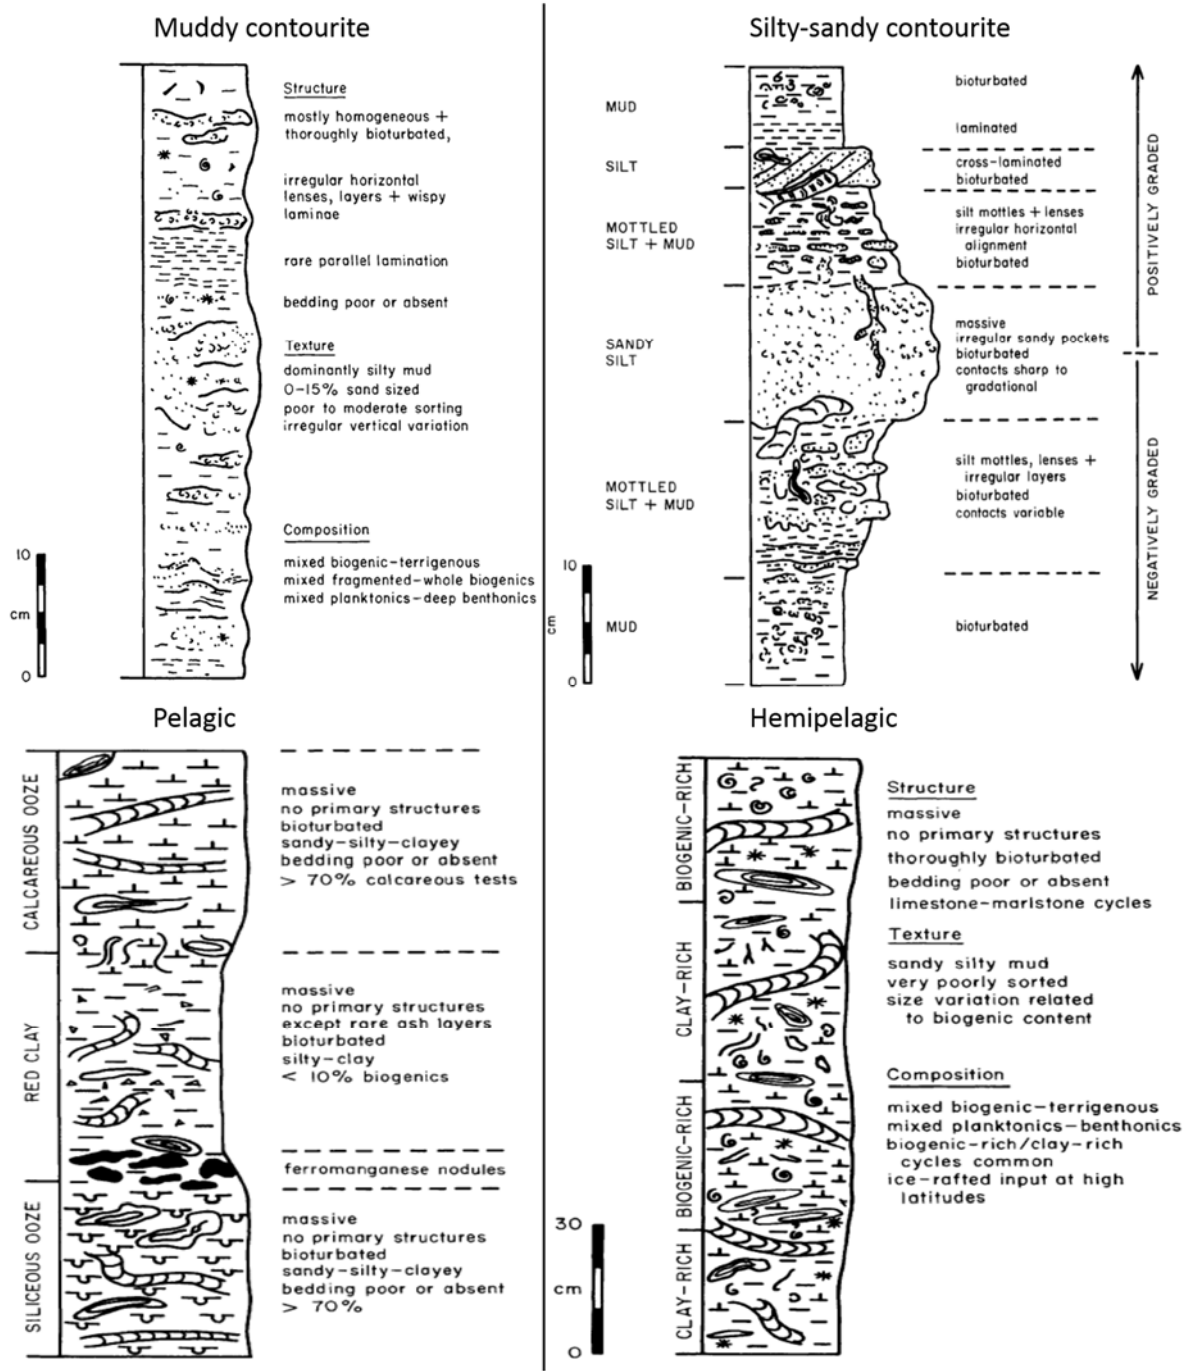 Muddy contourite
Structure
mostly homogeneous +
thoroughly bioturbated,
irregular horizontal
lenses, layers + wispy
laminae
rare parallel lamination
bedding poor or absent
Texture
dominantly silty mud
0-15% sand sized
poor to moderate sorting
irregular vertical variation
Composition
mixed biogenic-terrigenous
mixed fragmented-whole biogenics
mixed planktonics-deep benthonics
10
cm
0
Silty-sandy contourite
MUD
SILT
MOTTLED
SILT + MUD
SANDY
SILT
MOTTLED
SILT + MUD
MUD
bioturbated
laminated
cross-laminated
bioturbated
silt mottles + lenses
irregular horizontal
alignment
bioturbated
massive
irregular sandy pockets
bioturbated
contacts sharp to
gradational
silt mottles, lenses +
irregular layers
bioturbated
contacts variable
bioturbated
POSITIVELY GRADED
NEGATIVELY GRADED
10
cm
0
Pelagic
CALCAREOUS OOZE
massive
no primary structures
bioturbated
sandy-silty-clayey
bedding poor or absent
> 70% calcareous tests
RED CLAY
massive
no primary structures
except rare ash layers
bioturbated
silty-clay
< 10% biogenics
ferromanganese nodules
SILICEOUS OOZE
massive
no primary structures
bioturbated
sandy-silty-clayey
bedding poor or absent
> 70%
30
cm
0
Hemipelagic
BIOGENIC-RICH
CLAY-RICH
BIOGENIC-RICH
CLAY-RICH
Structure
massive
no primary structures
thoroughly bioturbated
bedding poor or absent
limestone-marlstone cycles
Texture
sandy silty mud
very poorly sorted
size variation related
to biogenic content
Composition
mixed biogenic-terrigenous
mixed planktonics-benthonics
biogenic-rich/clay-rich
cycles common
ice-rafted input at high
latitudes